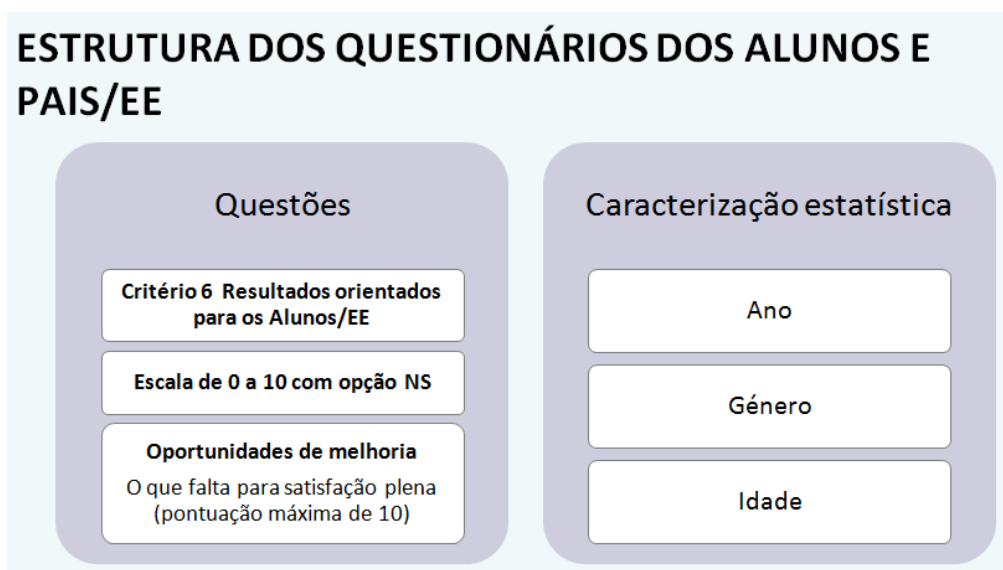 ESTRUTURA DOS QUESTIONÁRIOS DOS ALUNOS E
PAIS/EE
Questões
Critério 6 Resultados orientados
para os Alunos/EE
Escala de 0 a 10 com opção NS
Oportunidades de melhoria
O que falta para satisfação plena
(pontuação máxima de 10)
Caracterização estatística
Ano
Género
Idade